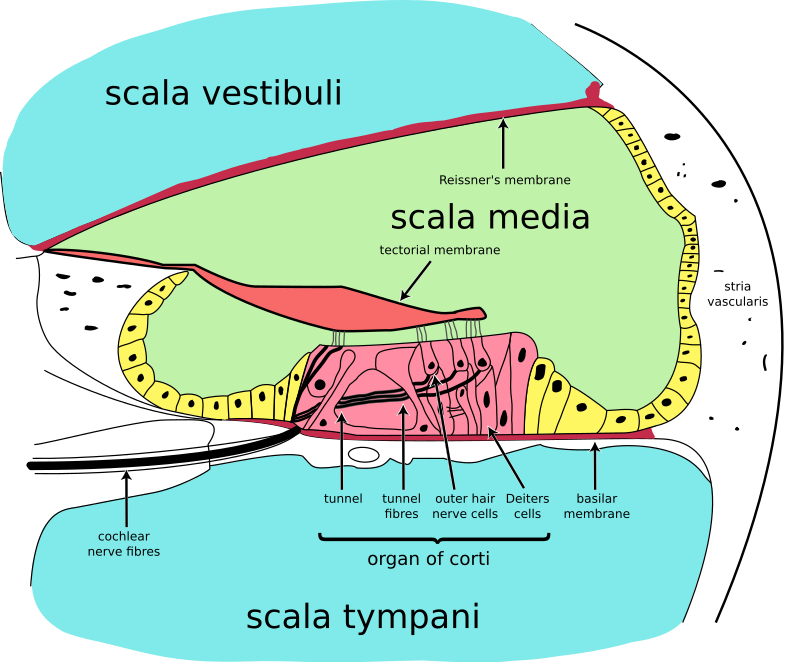 scala vestibuli
Reissner's membrane
scala media
tectorial membrane
stria
vascularis
tunnel
tunnel
fibres
outer hair
nerve cells
Deiters
cells
basilar
membrane
cochlear
nerve fibres
organ of corti
scala tympani